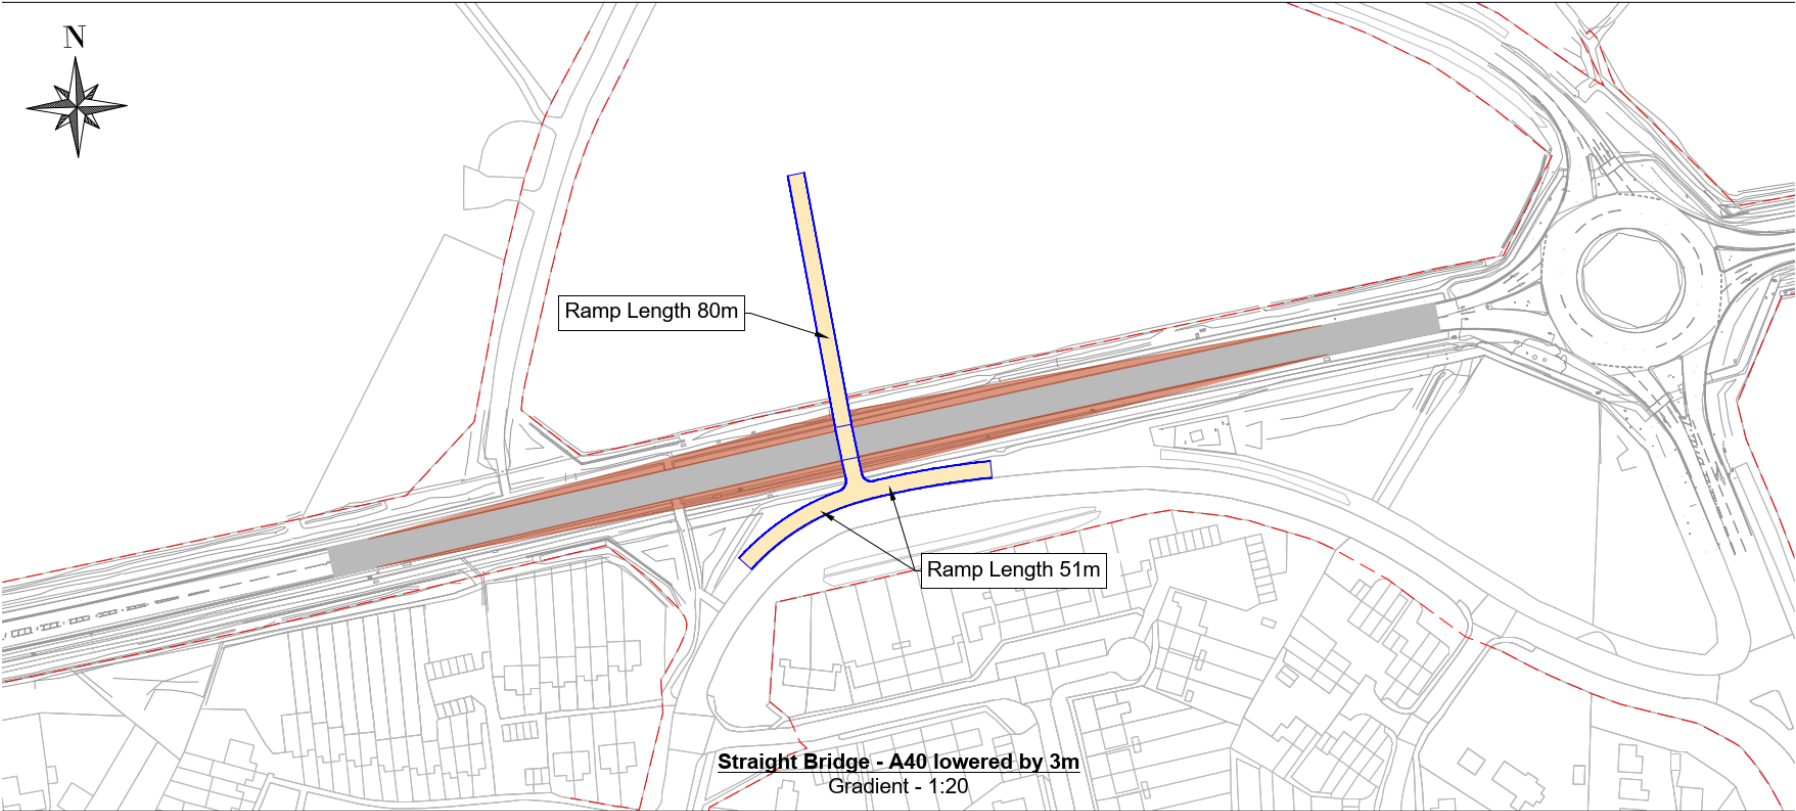 N
Ramp Length 80m
Ramp Length 51m
Straight Bridge - A40 lowered by 3m
Gradient - 1:20